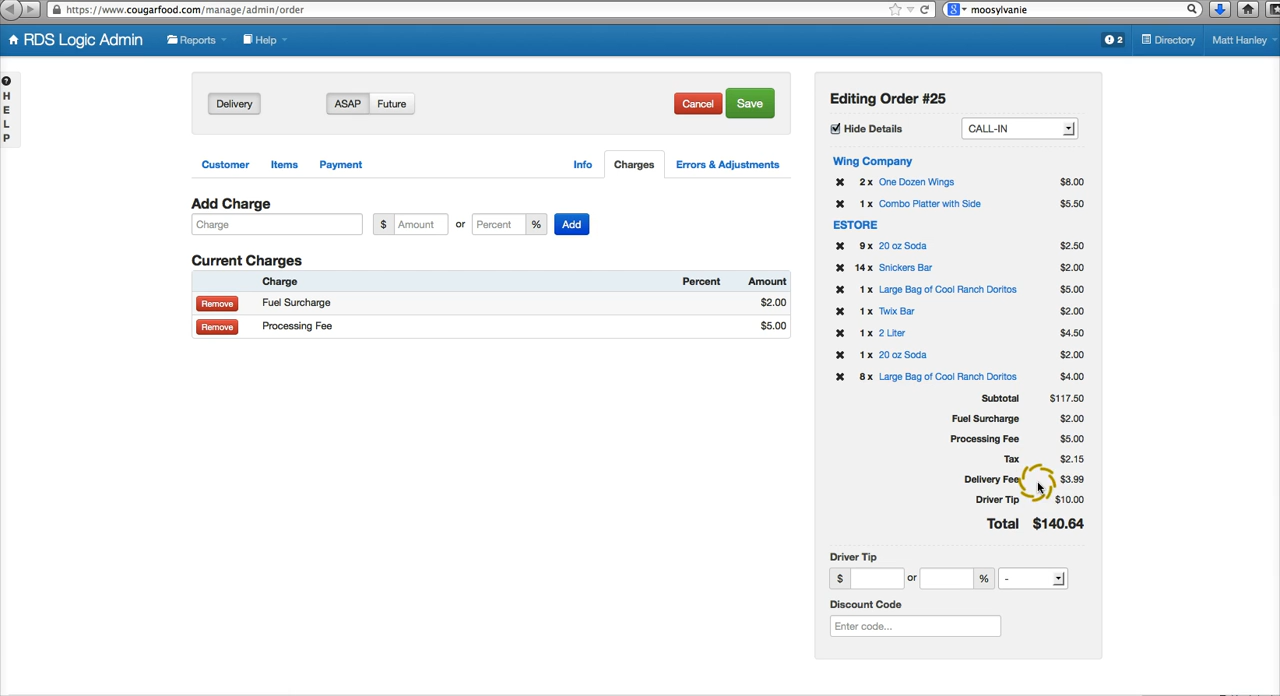 https://www.cougarfood.com/manage/admin/order
8 moosylvanie
RDS Logic Admin Reports Help 2 Directory Matt Hanley
HELP
Delivery ASAP Future Cancel Save
Customer Items Payment Info Charges Errors & Adjustments
Add Charge
Charge $ Amount or Percent % Add
Current Charges
Charge Percent Amount
Remove Fuel Surcharge $2.00
Remove Processing Fee $5.00
Editing Order #25
Hide Details CALL-IN
Wing Company
2 x One Dozen Wings $8.00
1 x Combo Platter with Side $5.50
ESTORE
9 x 20 oz Soda $2.50
14 x Snickers Bar $2.00
1 x Large Bag of Cool Ranch Doritos $5.00
1 x Twix Bar $2.00
1 x 2 Liter $4.50
1 x 20 oz Soda $2.00
8 x Large Bag of Cool Ranch Doritos $4.00
Subtotal $117.50
Fuel Surcharge $2.00
Processing Fee $5.00
Tax $2.15
Delivery Fee $3.99
Driver Tip $10.00
Total $140.64
Driver Tip
$ or % -
Discount Code
Enter code...